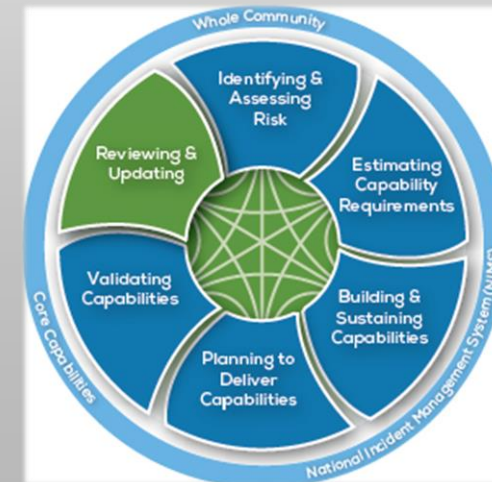 Whole Community
Identifying &
Assessing
Risk
Estimating
Capability
Requirements
Building &
Sustaining
Capabilities
Planning to
Deliver
Capabilities
Validating
Capabilities
Reviewing &
Updating
National Incident Management System (NIMS)
Core Capabilities